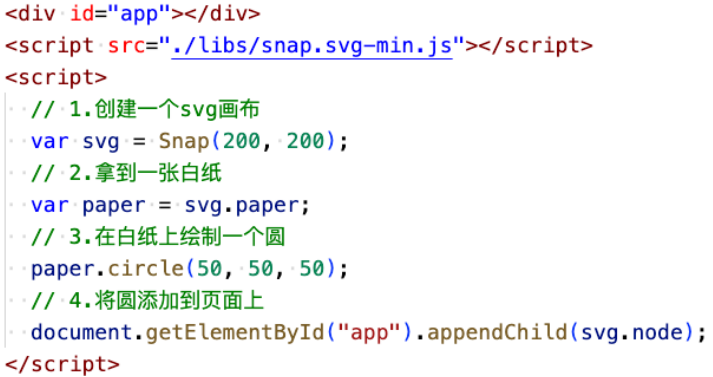 <div id="app"></div>
<script src="./libs/snap.svg-min.js"></script>
<script>
  // 1.创建一个svg画布
  var svg = Snap(200, 200);
  // 2.拿到一张白纸
  var paper = svg.paper;
  // 3.在白纸上绘制一个圆
  paper.circle(50, 50, 50);
  // 4.将圆添加到页面上
  document.getElementById("app").appendChild(svg.node);
</script>